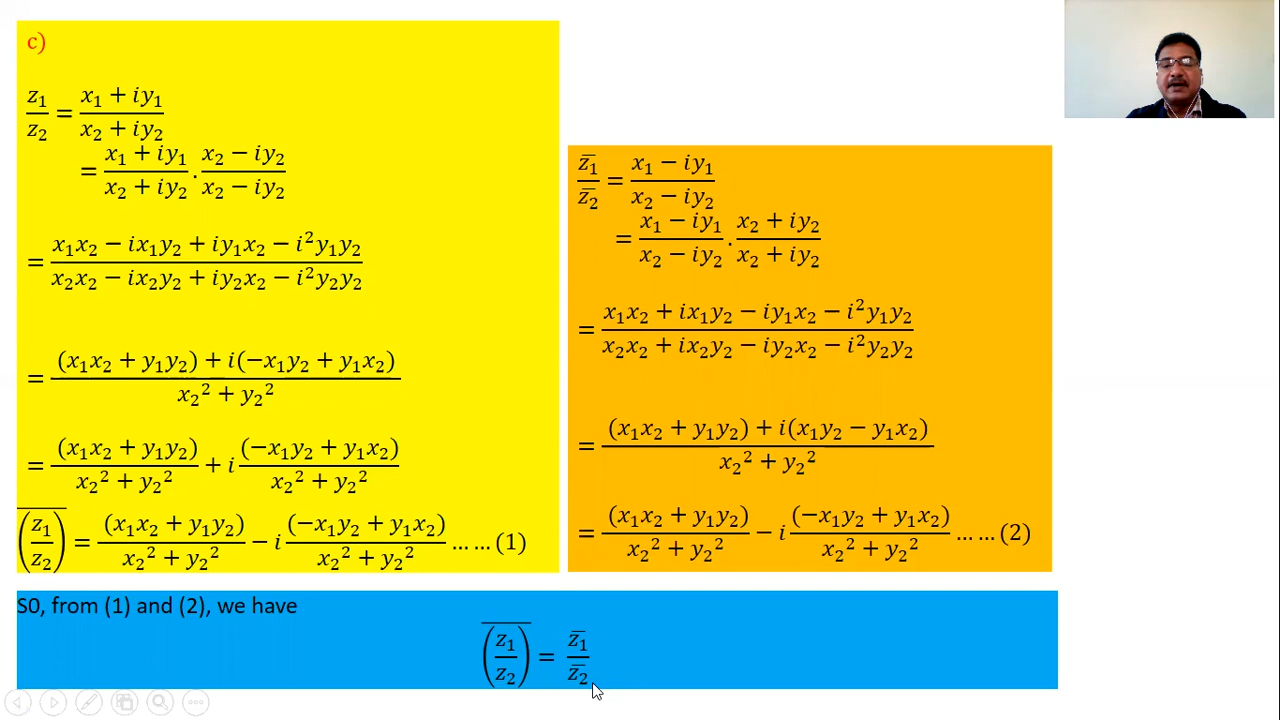 c)
z₁/z₂ = (x₁ + iy₁)/(x₂ + iy₂)
= (x₁ + iy₁)/(x₂ + iy₂) . (x₂ − iy₂)/(x₂ − iy₂)
= (x₁x₂ − ix₁y₂ + iy₁x₂ − i²y₁y₂)/(x₂x₂ − ix₂y₂ + iy₂x₂ − i²y₂y₂)
= ((x₁x₂ + y₁y₂) + i(−x₁y₂ + y₁x₂))/(x₂² + y₂²)
= (x₁x₂ + y₁y₂)/(x₂² + y₂²) + i (−x₁y₂ + y₁x₂)/(x₂² + y₂²)
\overline{(z₁/z₂)} = (x₁x₂ + y₁y₂)/(x₂² + y₂²) − i (−x₁y₂ + y₁x₂)/(x₂² + y₂²) … … (1)
z̄₁/z̄₂ = (x₁ − iy₁)/(x₂ − iy₂)
= (x₁ − iy₁)/(x₂ − iy₂) . (x₂ + iy₂)/(x₂ + iy₂)
= (x₁x₂ + ix₁y₂ − iy₁x₂ − i²y₁y₂)/(x₂x₂ + ix₂y₂ − iy₂x₂ − i²y₂y₂)
= ((x₁x₂ + y₁y₂) + i(x₁y₂ − y₁x₂))/(x₂² + y₂²)
= (x₁x₂ + y₁y₂)/(x₂² + y₂²) − i (−x₁y₂ + y₁x₂)/(x₂² + y₂²) … … (2)
S0, from (1) and (2), we have
\overline{(z₁/z₂)} = z̄₁/z̄₂